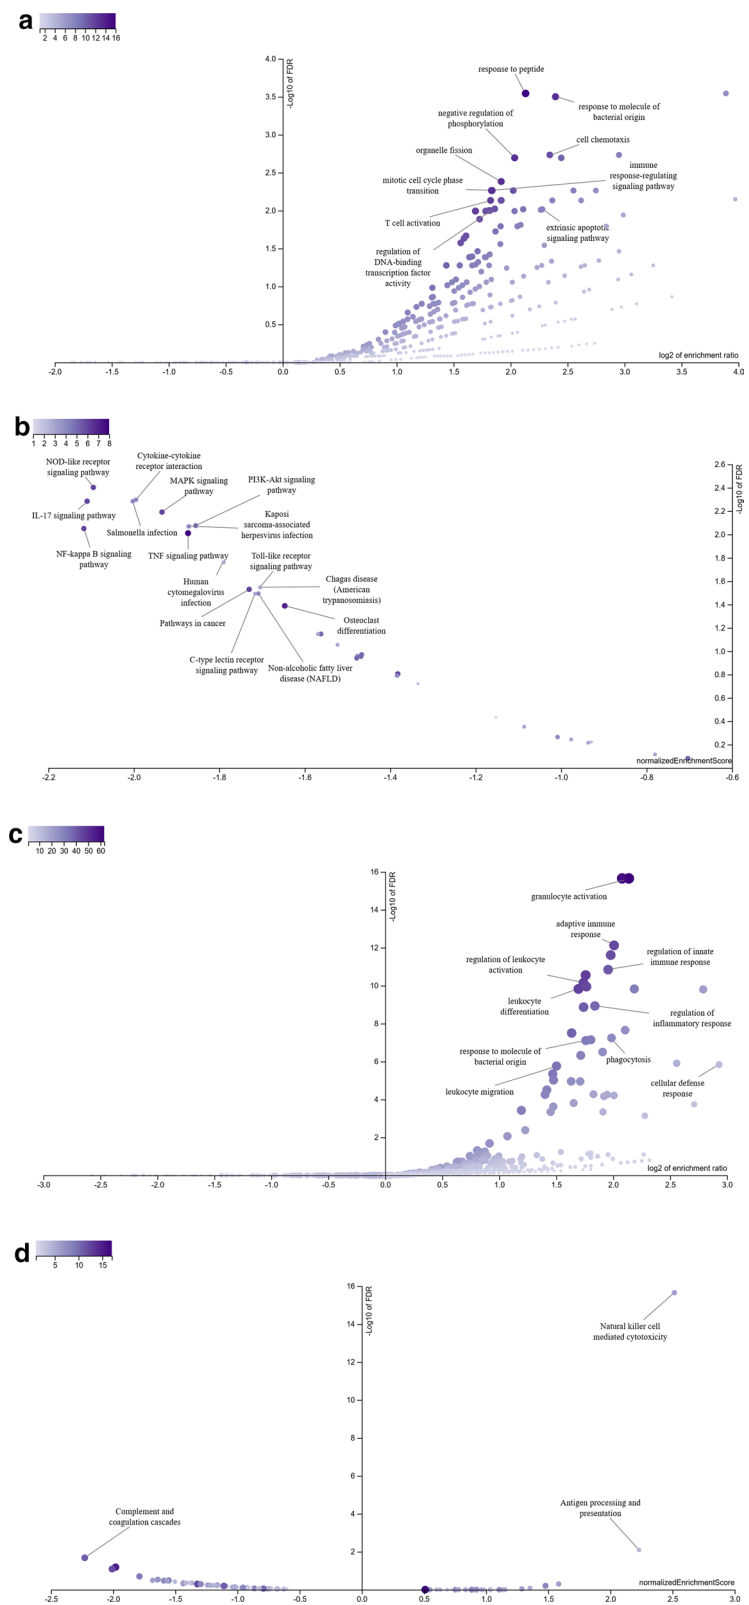 a
2 4 6 8 10 12 14 16
4.0
-Log10 of FDR
response to peptide
3.5
response to molecule of
bacterial origin
negative regulation of
phosphorylation
3.0
cell chemotaxis
organelle fission
2.5
immune
response-regulating
signaling pathway
mitotic cell cycle phase
transition
T cell activation
2.0
extrinsic apoptotic
signaling pathway
regulation of
DNA-binding
transcription factor
activity
1.5
1.0
0.5
log2 of enrichment ratio
-2.0 -1.5 -1.0 -0.5 0.0 0.5 1.0 1.5 2.0 2.5 3.0 3.5 4.0
b
1 2 3 4 5 6 7 8
NOD-like receptor
signaling pathway
Cytokine-cytokine
receptor interaction
MAPK signaling
pathway
PI3K-Akt signaling
pathway
2.6
-Log10 of FDR
2.4
2.2
IL-17 signaling pathway
Salmonella infection
Kaposi
sarcoma-associated
herpesvirus infection
2.0
NF-kappa B signaling
pathway
TNF signaling pathway
Toll-like receptor
signaling pathway
1.8
Human
cytomegalovirus
infection
Chagas disease
(American
trypanosomiasis)
1.6
1.4
Pathways in cancer
Osteoclast
differentiation
1.2
C-type lectin receptor
signaling pathway
Non-alcoholic fatty liver
disease (NAFLD)
1.0
0.8
0.6
0.4
0.2
normalizedEnrichmentScore
-2.2 -2.0 -1.8 -1.6 -1.4 -1.2 -1.0 -0.8 -0.6
c
10 20 30 40 50 60
16
-Log10 of FDR
granulocyte activation
14
adaptive immune
response
12
regulation of leukocyte
activation
regulation of innate
immune response
10
leukocyte
differentiation
regulation of
inflammatory response
8
response to molecule of
bacterial origin
phagocytosis
6
leukocyte migration
cellular defense
response
4
2
log2 of enrichment ratio
-3.0 -2.5 -2.0 -1.5 -1.0 -0.5 0.0 0.5 1.0 1.5 2.0 2.5 3.0
d
5 10 15
16
-Log10 of FDR
14
Natural killer cell
mediated cytotoxicity
12
10
8
6
4
Antigen processing and
presentation
Complement and
coagulation cascades
2
normalizedEnrichmentScore
-2.5 -2.0 -1.5 -1.0 -0.5 0.0 0.5 1.0 1.5 2.0 2.5 3.0